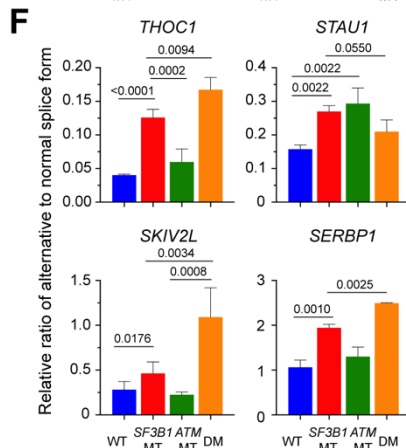 F
THOC1
STAU1
Relative ratio of alternative to normal splice form
0.20
0.15
0.10
0.05
0.00
<0.0001
0.0094
0.0002
0.4
0.3
0.2
0.1
0
0.0550
0.0022
0.0022
SKIV2L
SERBP1
1.5
1.0
0.5
0
0.0034
0.0008
0.0176
3
2
1
0
0.0025
0.0010
WT SF3B1 ATM DM
MT MT
WT SF3B1 ATM DM
MT MT